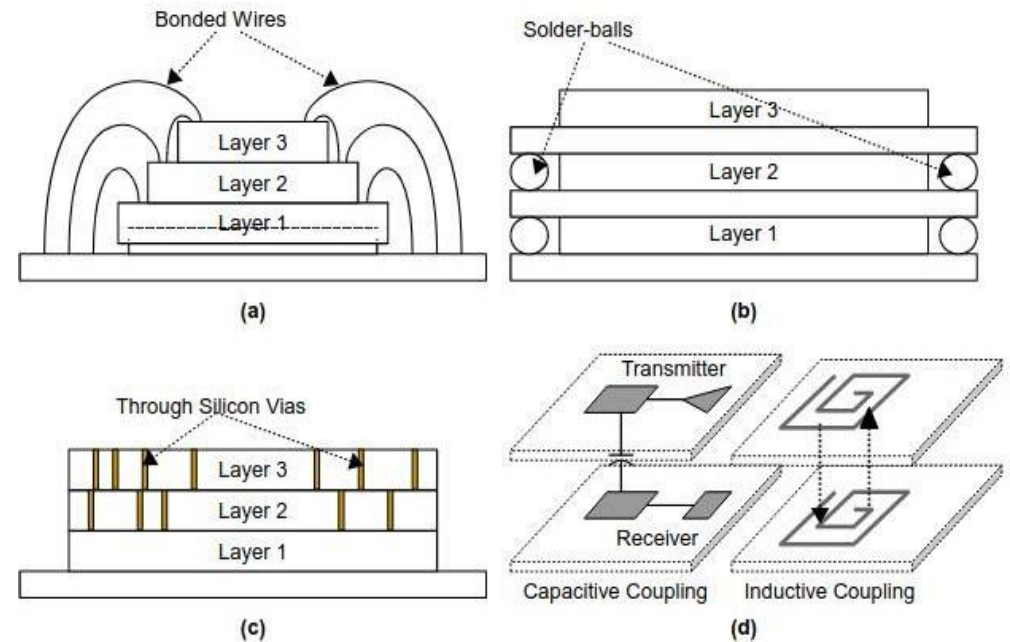 Bonded Wires
Layer 3
Layer 2
Layer 1
(a)
Solder-balls
Layer 3
Layer 2
Layer 1
(b)
Through Silicon Vias
Layer 3
Layer 2
Layer 1
(c)
Transmitter
Receiver
Capacitive Coupling
Inductive Coupling
(d)